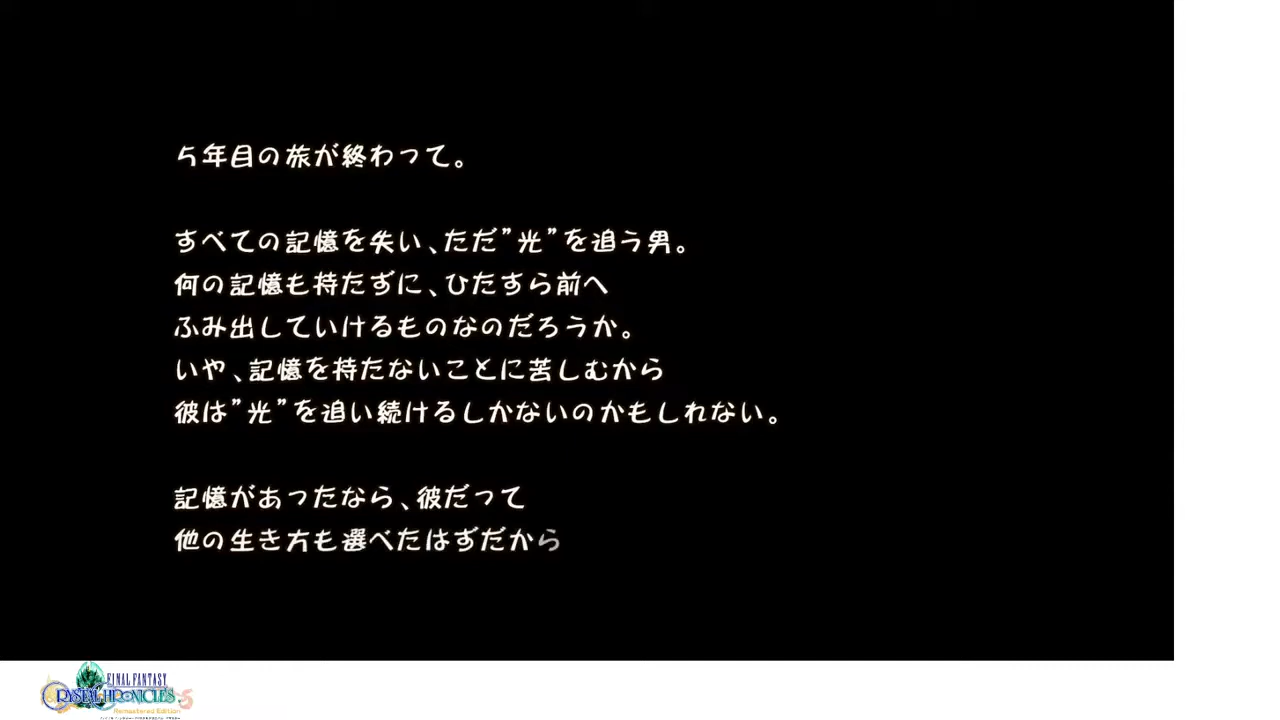 5年目の旅が終わって。
すべての記憶を失い、ただ”光”を追う男。
何の記憶も持たずに、ひたすら前へ
ふみ出していけるものなのだろうか。
いや、記憶を持たないことに苦しむから
彼は”光”を追い続けるしかないのかもしれない。
記憶があったなら、彼だって
他の生き方も選べたはずだから
FINAL FANTASY
CRYSTAL CHRONICLES
Remastered Edition